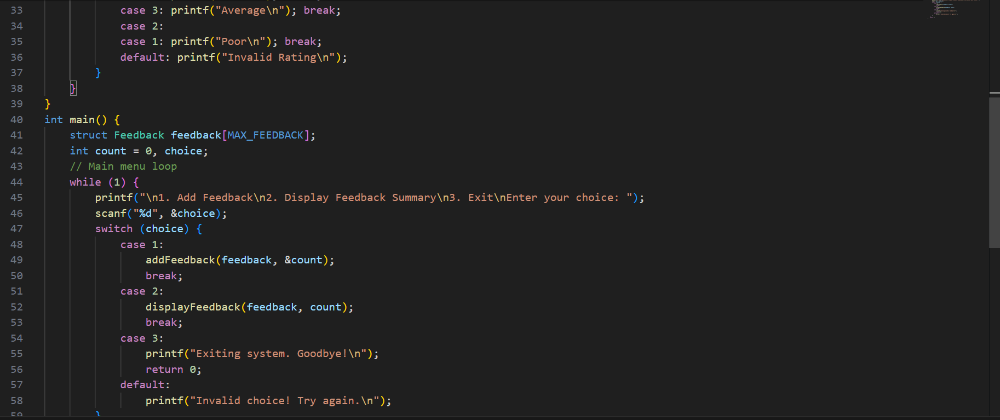 33 case 3: printf("Average\n"); break;
34 case 2:
35 case 1: printf("Poor\n"); break;
36 default: printf("Invalid Rating\n");
37 }
38 }
39 }
40 int main() {
41 struct Feedback feedback[MAX_FEEDBACK];
42 int count = 0, choice;
43 // Main menu loop
44 while (1) {
45 printf("\n1. Add Feedback\n2. Display Feedback Summary\n3. Exit\nEnter your choice: ");
46 scanf("%d", &choice);
47 switch (choice) {
48 case 1:
49 addFeedback(feedback, &count);
50 break;
51 case 2:
52 displayFeedback(feedback, count);
53 break;
54 case 3:
55 printf("Exiting system. Goodbye!\n");
56 return 0;
57 default:
58 printf("Invalid choice! Try again.\n");
59 }